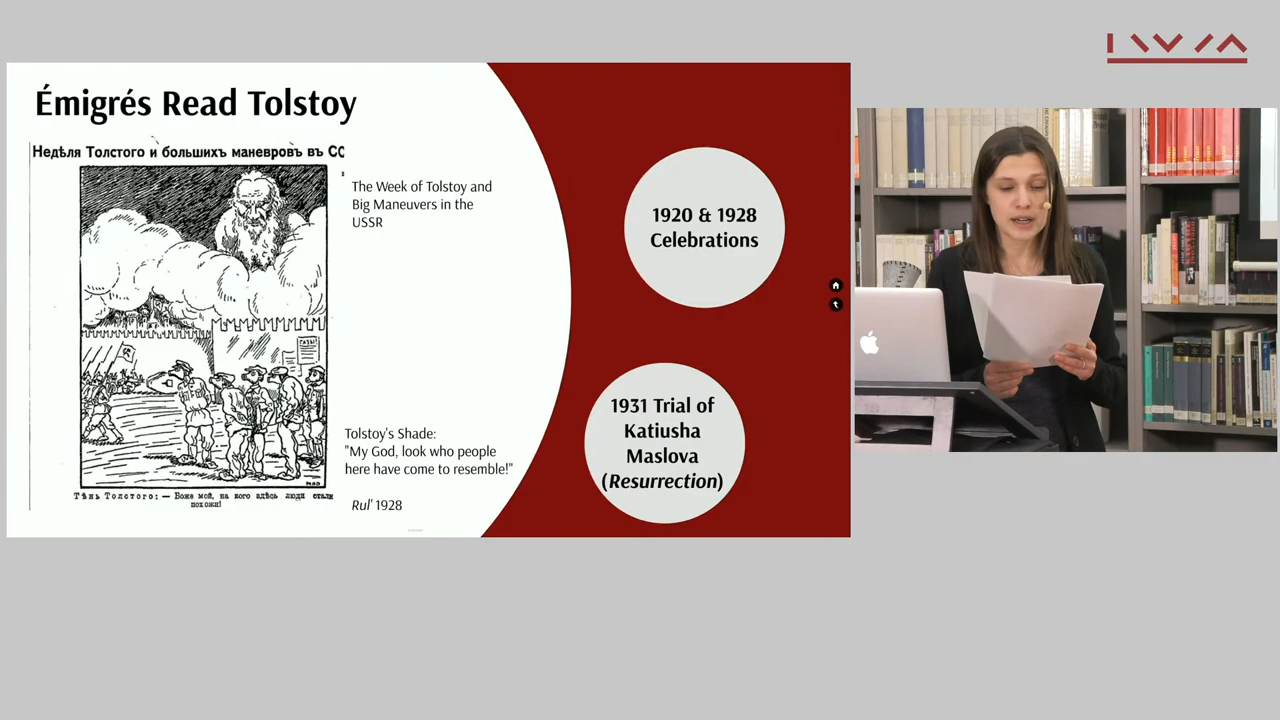 Émigrés Read Tolstoy
Недѣля Толстого и большихъ маневровъ въ СС
The Week of Tolstoy and
Big Maneuvers in the
USSR
ГАЗЫ
MAD
Тѣнь Толстого: — Боже мой, на кого здѣсь люди стали
похожи!
Tolstoy's Shade:
"My God, look who people
here have come to resemble!"
Rul' 1928
1920 & 1928
Celebrations
1931 Trial of
Katiusha
Maslova
(Resurrection)